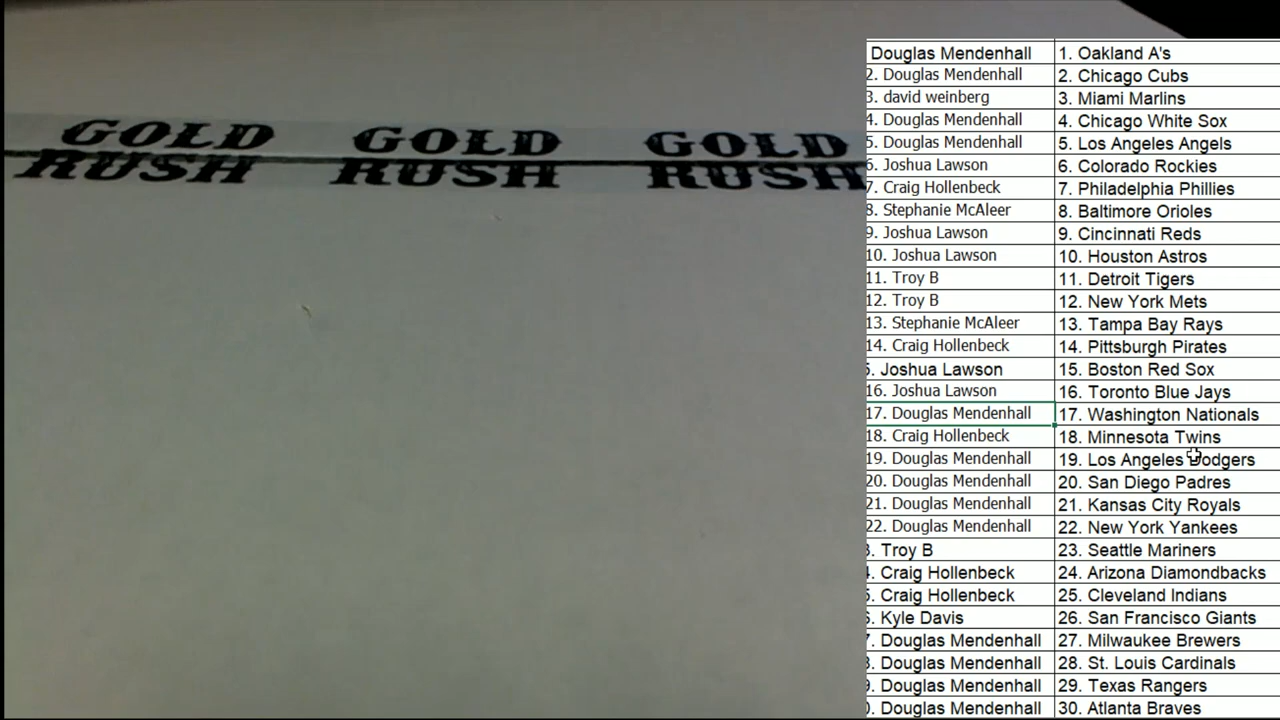 GOLD GOLD GOLD
RUSH RUSH RUSH
Douglas Mendenhall 1. Oakland A's
2. Douglas Mendenhall 2. Chicago Cubs
3. david weinberg 3. Miami Marlins
4. Douglas Mendenhall 4. Chicago White Sox
5. Douglas Mendenhall 5. Los Angeles Angels
6. Joshua Lawson 6. Colorado Rockies
7. Craig Hollenbeck 7. Philadelphia Phillies
8. Stephanie McAleer 8. Baltimore Orioles
9. Joshua Lawson 9. Cincinnati Reds
10. Joshua Lawson 10. Houston Astros
11. Troy B 11. Detroit Tigers
12. Troy B 12. New York Mets
13. Stephanie McAleer 13. Tampa Bay Rays
14. Craig Hollenbeck 14. Pittsburgh Pirates
5. Joshua Lawson 15. Boston Red Sox
16. Joshua Lawson 16. Toronto Blue Jays
17. Douglas Mendenhall 17. Washington Nationals
18. Craig Hollenbeck 18. Minnesota Twins
19. Douglas Mendenhall 19. Los Angeles Dodgers
20. Douglas Mendenhall 20. San Diego Padres
21. Douglas Mendenhall 21. Kansas City Royals
22. Douglas Mendenhall 22. New York Yankees
3. Troy B 23. Seattle Mariners
4. Craig Hollenbeck 24. Arizona Diamondbacks
5. Craig Hollenbeck 25. Cleveland Indians
6. Kyle Davis 26. San Francisco Giants
7. Douglas Mendenhall 27. Milwaukee Brewers
8. Douglas Mendenhall 28. St. Louis Cardinals
9. Douglas Mendenhall 29. Texas Rangers
0. Douglas Mendenhall 30. Atlanta Braves